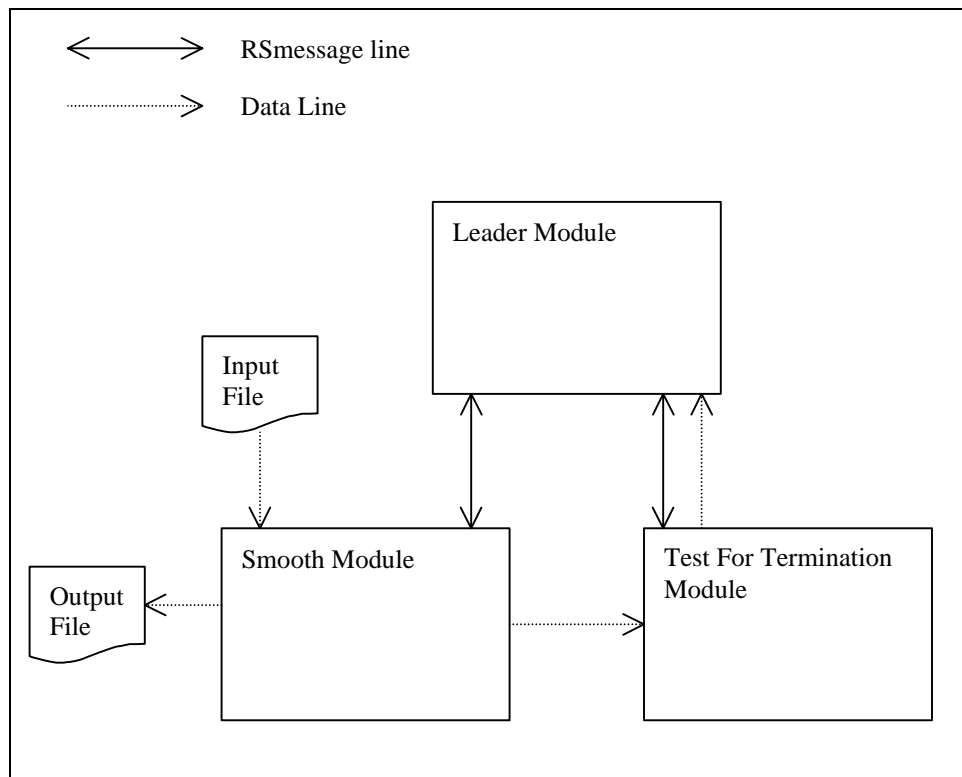 RSmessage line
Data Line
Leader Module
Input
File
Smooth Module
Test For Termination
Module
Output
File